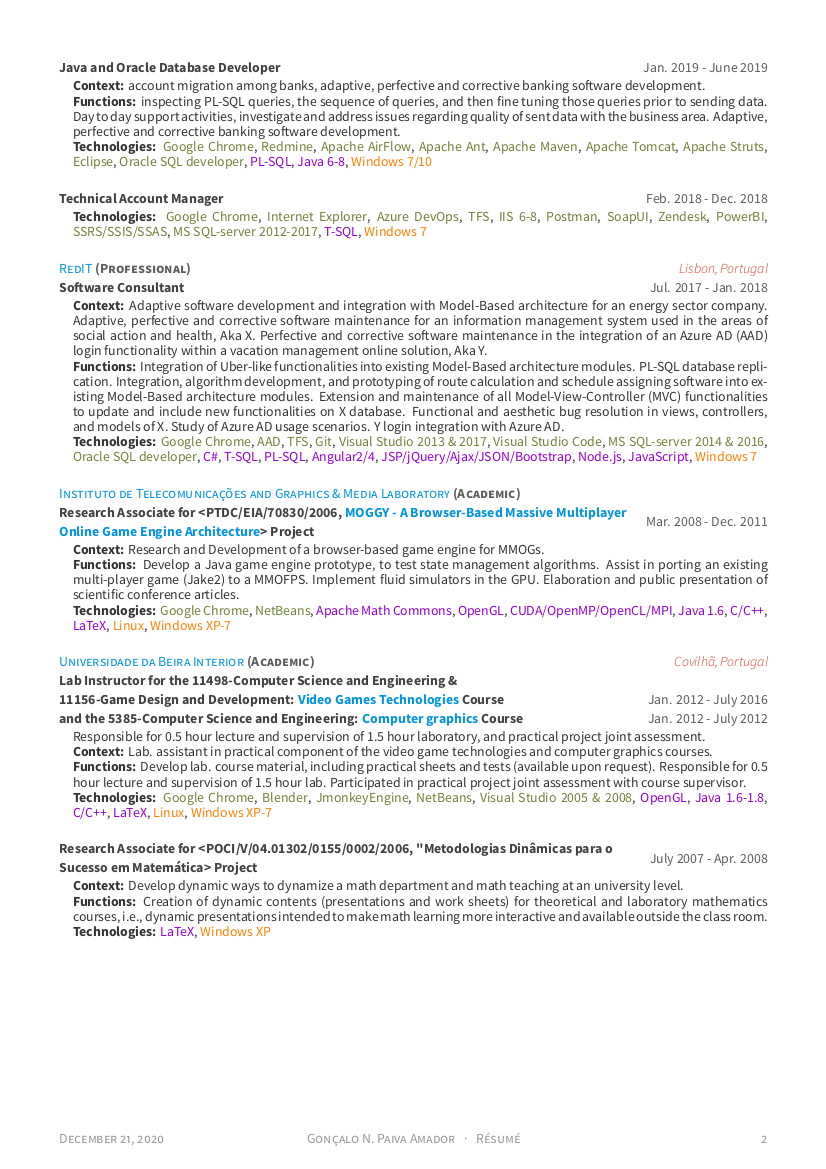 Java and Oracle Database Developer Jan. 2019 - June 2019
Context: account migration among banks, adaptive, perfective and corrective banking software development.
Functions: inspecting PL-SQL queries, the sequence of queries, and then fine tuning those queries prior to sending data.
Day to day support activities, investigate and address issues regarding quality of sent data with the business area. Adaptive,
perfective and corrective banking software development.
Technologies: Google Chrome, Redmine, Apache AirFlow, Apache Ant, Apache Maven, Apache Tomcat, Apache Struts,
Eclipse, Oracle SQL developer, PL-SQL, Java 6-8, Windows 7/10
Technical Account Manager Feb. 2018 - Dec. 2018
Technologies: Google Chrome, Internet Explorer, Azure DevOps, TFS, IIS 6-8, Postman, SoapUI, Zendesk, PowerBI,
SSRS/SSIS/SSAS, MS SQL-server 2012-2017, T-SQL, Windows 7
RedIT (Professional) Lisbon, Portugal
Software Consultant Jul. 2017 - Jan. 2018
Context: Adaptive software development and integration with Model-Based architecture for an energy sector company.
Adaptive, perfective and corrective software maintenance for an information management system used in the areas of
social action and health, Aka X. Perfective and corrective software maintenance in the integration of an Azure AD (AAD)
login functionality within a vacation management online solution, Aka Y.
Functions: Integration of Uber-like functionalities into existing Model-Based architecture modules. PL-SQL database repli-
cation. Integration, algorithm development, and prototyping of route calculation and schedule assigning software into ex-
isting Model-Based architecture modules. Extension and maintenance of all Model-View-Controller (MVC) functionalities
to update and include new functionalities on X database. Functional and aesthetic bug resolution in views, controllers,
and models of X. Study of Azure AD usage scenarios. Y login integration with Azure AD.
Technologies: Google Chrome, AAD, TFS, Git, Visual Studio 2013 & 2017, Visual Studio Code, MS SQL-server 2014 & 2016,
Oracle SQL developer, C#, T-SQL, PL-SQL, Angular2/4, JSP/jQuery/Ajax/JSON/Bootstrap, Node.js, JavaScript, Windows 7
Instituto de Telecomunicações and Graphics & Media Laboratory (Academic)
Research Associate for <PTDC/EIA/70830/2006, MOGGY - A Browser-Based Massive Multiplayer
Online Game Engine Architecture> Project Mar. 2008 - Dec. 2011
Context: Research and Development of a browser-based game engine for MMOGs.
Functions: Develop a Java game engine prototype, to test state management algorithms. Assist in porting an existing
multi-player game (Jake2) to a MMOFPS. Implement fluid simulators in the GPU. Elaboration and public presentation of
scientific conference articles.
Technologies: Google Chrome, NetBeans, Apache Math Commons, OpenGL, CUDA/OpenMP/OpenCL/MPI, Java 1.6, C/C++,
LaTeX, Linux, Windows XP-7
Universidade da Beira Interior (Academic) Covilhã, Portugal
Lab Instructor for the 11498-Computer Science and Engineering &
11156-Game Design and Development: Video Games Technologies Course Jan. 2012 - July 2016
and the 5385-Computer Science and Engineering: Computer graphics Course Jan. 2012 - July 2012
Responsible for 0.5 hour lecture and supervision of 1.5 hour laboratory, and practical project joint assessment.
Context: Lab. assistant in practical component of the video game technologies and computer graphics courses.
Functions: Develop lab. course material, including practical sheets and tests (available upon request). Responsible for 0.5
hour lecture and supervision of 1.5 hour lab. Participated in practical project joint assessment with course supervisor.
Technologies: Google Chrome, Blender, JmonkeyEngine, NetBeans, Visual Studio 2005 & 2008, OpenGL, Java 1.6-1.8,
C/C++, LaTeX, Linux, Windows XP-7
Research Associate for <POCI/V/04.01302/0155/0002/2006, "Metodologias Dinâmicas para o
Sucesso em Matemática> Project July 2007 - Apr. 2008
Context: Develop dynamic ways to dynamize a math department and math teaching at an university level.
Functions: Creation of dynamic contents (presentations and work sheets) for theoretical and laboratory mathematics
courses, i.e., dynamic presentations intended to make math learning more interactive and available outside the class room.
Technologies: LaTeX, Windows XP
December 21, 2020 Gonçalo N. Paiva Amador · Résumé 2